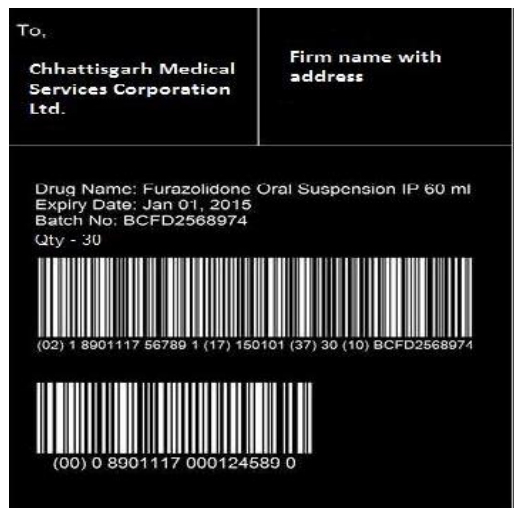 To,
Chhattisgarh Medical
Services Corporation
Ltd.
Firm name with
address
Drug Name: Furazolidone Oral Suspension IP 60 ml
Expiry Date: Jan 01, 2015
Batch No: BCFD2568974
Qty - 30
(02) 1 8901117 56789 1 (17) 150101 (37) 30 (10) BCFD2568974
(00) 0 8901117 000124589 0